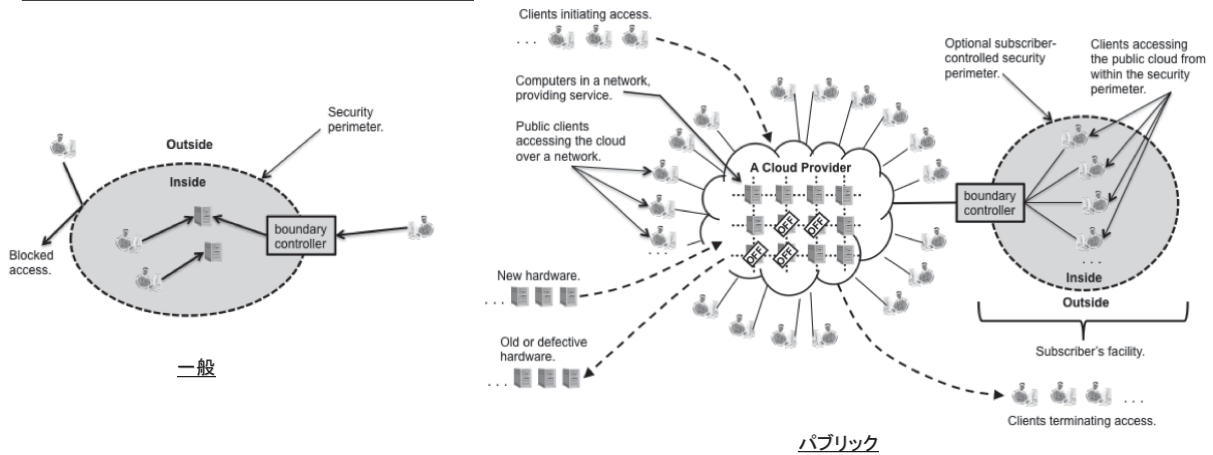 Outside
Inside
Security
perimeter.
boundary
controller
Blocked
access.
一般
Clients initiating access.
. . .
Computers in a network,
providing service.
Public clients
accessing the cloud
over a network.
. . .
A Cloud Provider
OFF
OFF
OFF
OFF
New hardware.
. . .
Old or defective
hardware.
. . .
Optional subscriber-
controlled security
perimeter.
Clients accessing
the public cloud from
within the security
perimeter.
boundary
controller
. . .
Inside
Outside
Subscriber's facility.
. . .
Clients terminating access.
パブリック